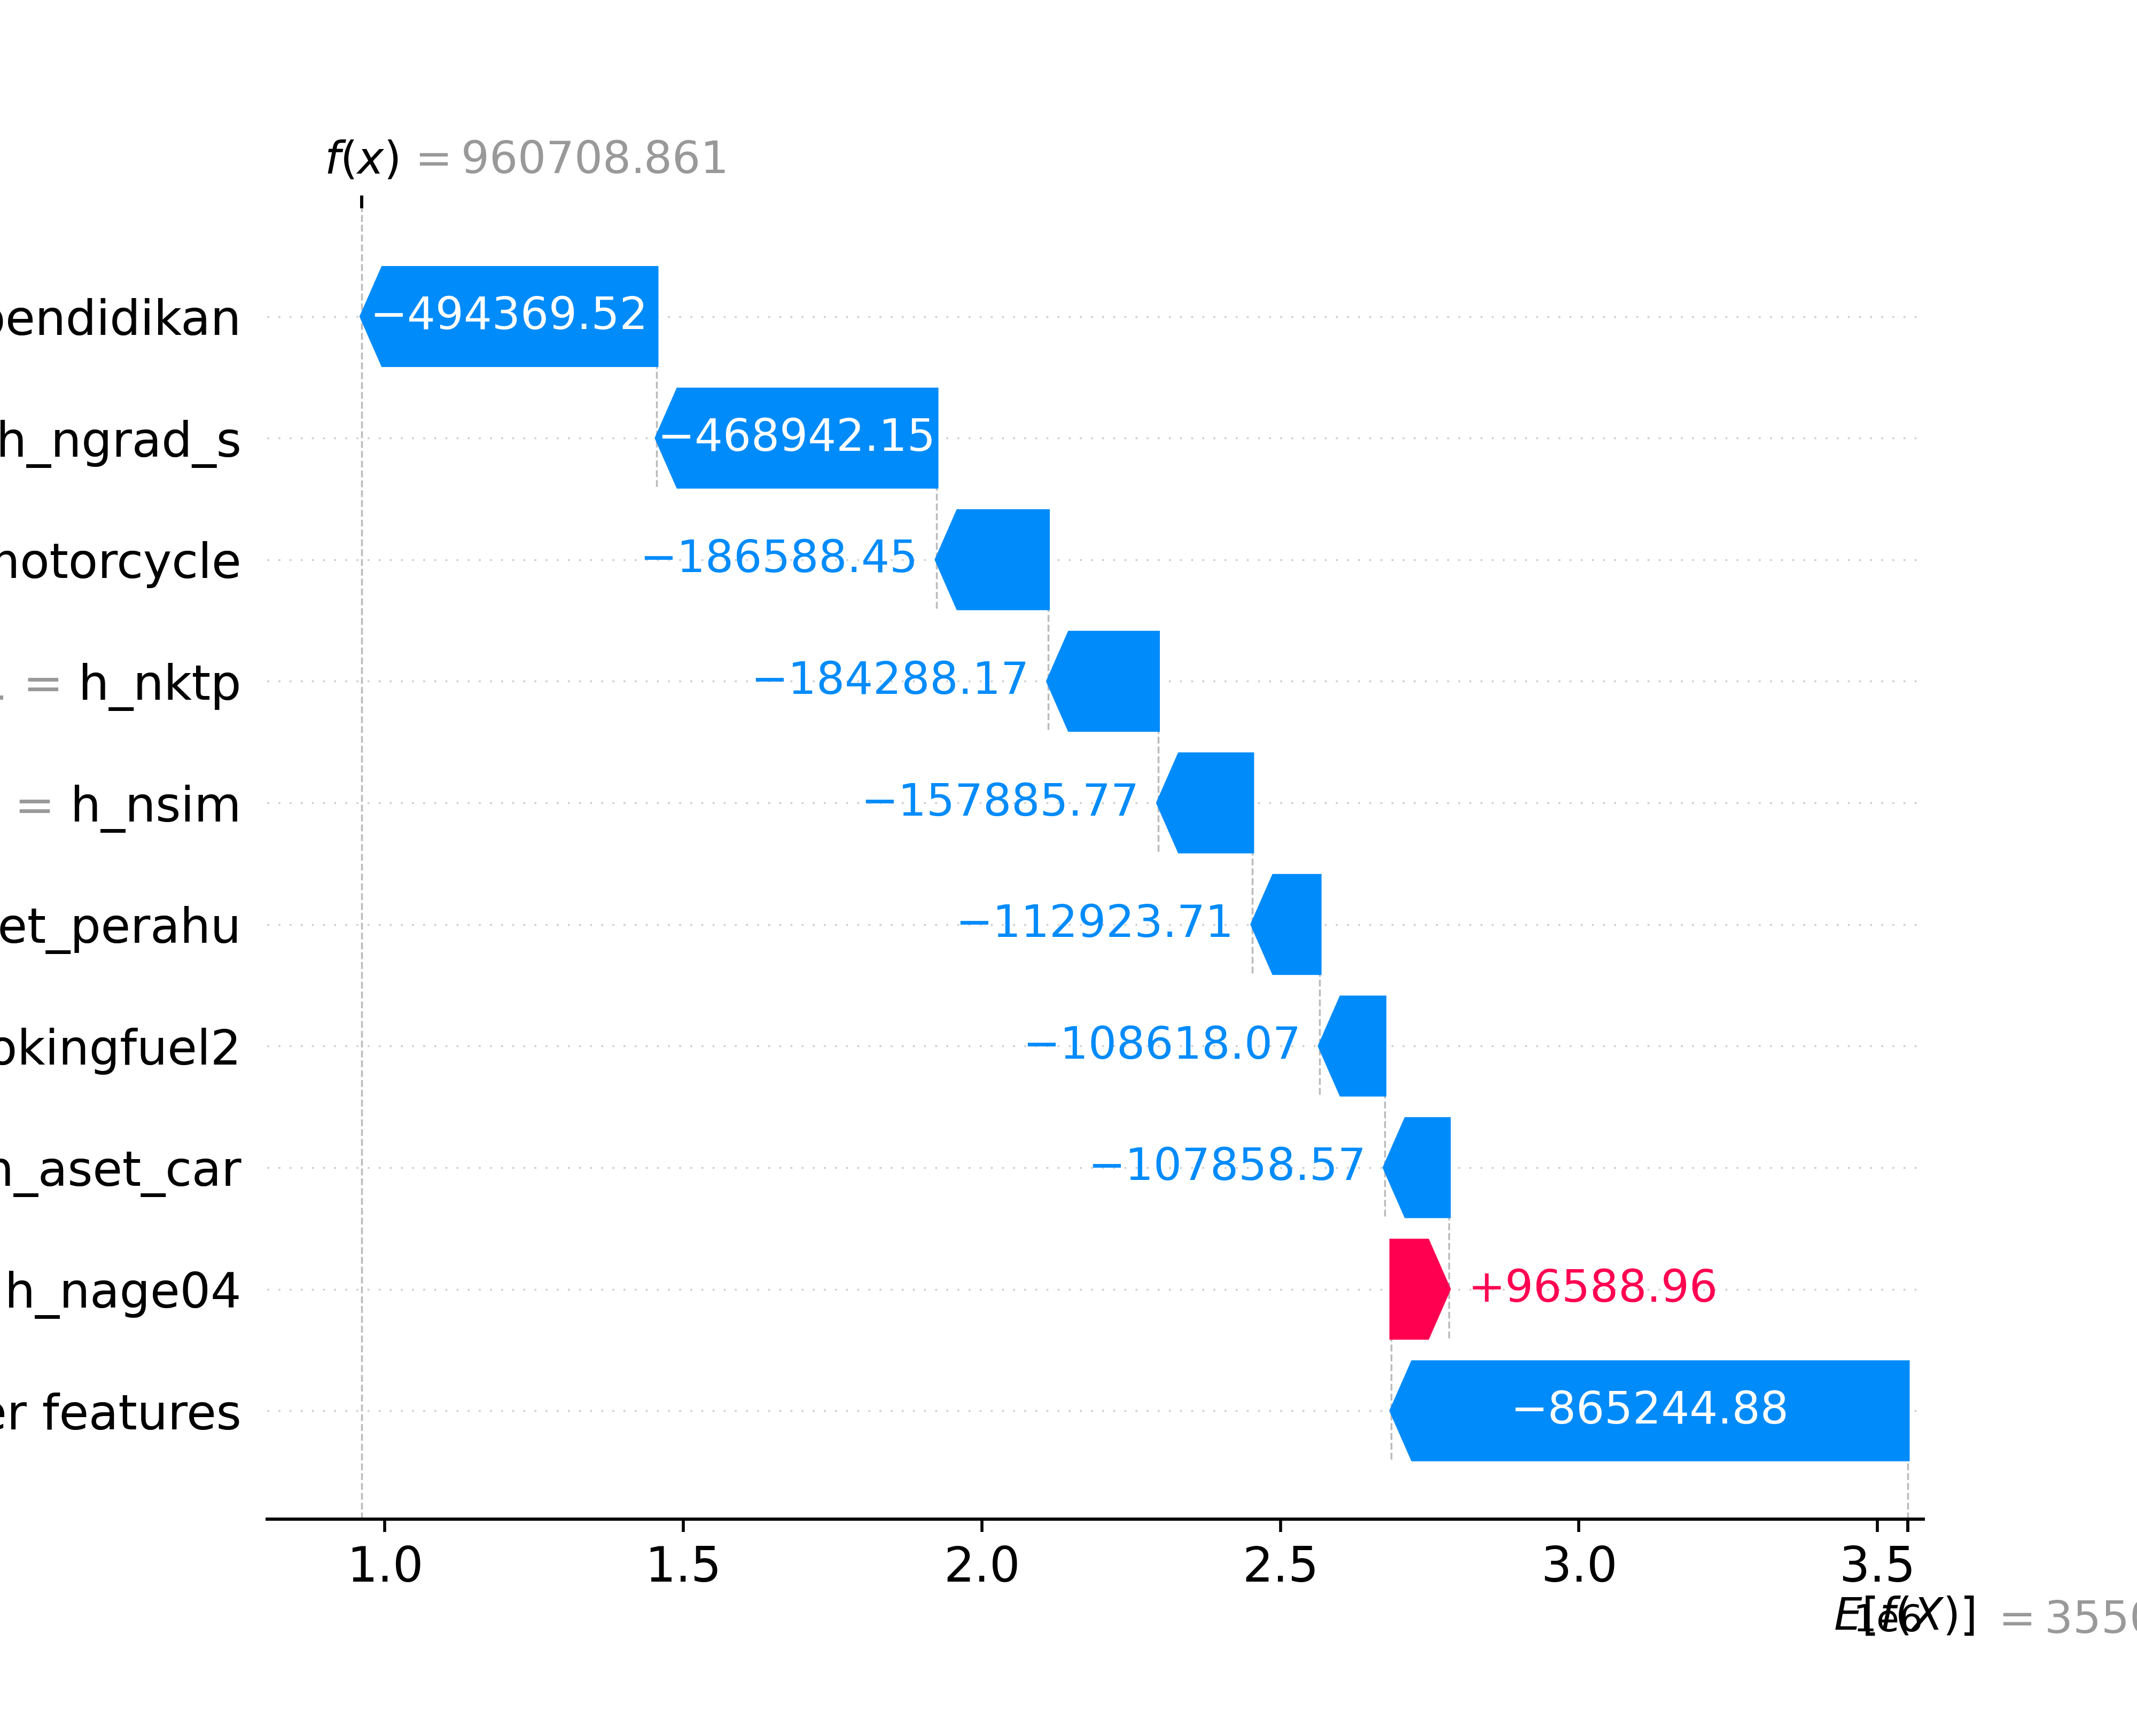 f(x) = 960708.861
pendidikan −494369.52
h_ngrad_s −468942.15
motorcycle −186588.45
= h_nktp −184288.17
= h_nsim −157885.77
et_perahu −112923.71
okingfuel2 −108618.07
h_aset_car −107858.57
h_nage04 +96588.96
er features −865244.88
1.0 1.5 2.0 2.5 3.0 3.5
1e6
E[f(X)] = 3550